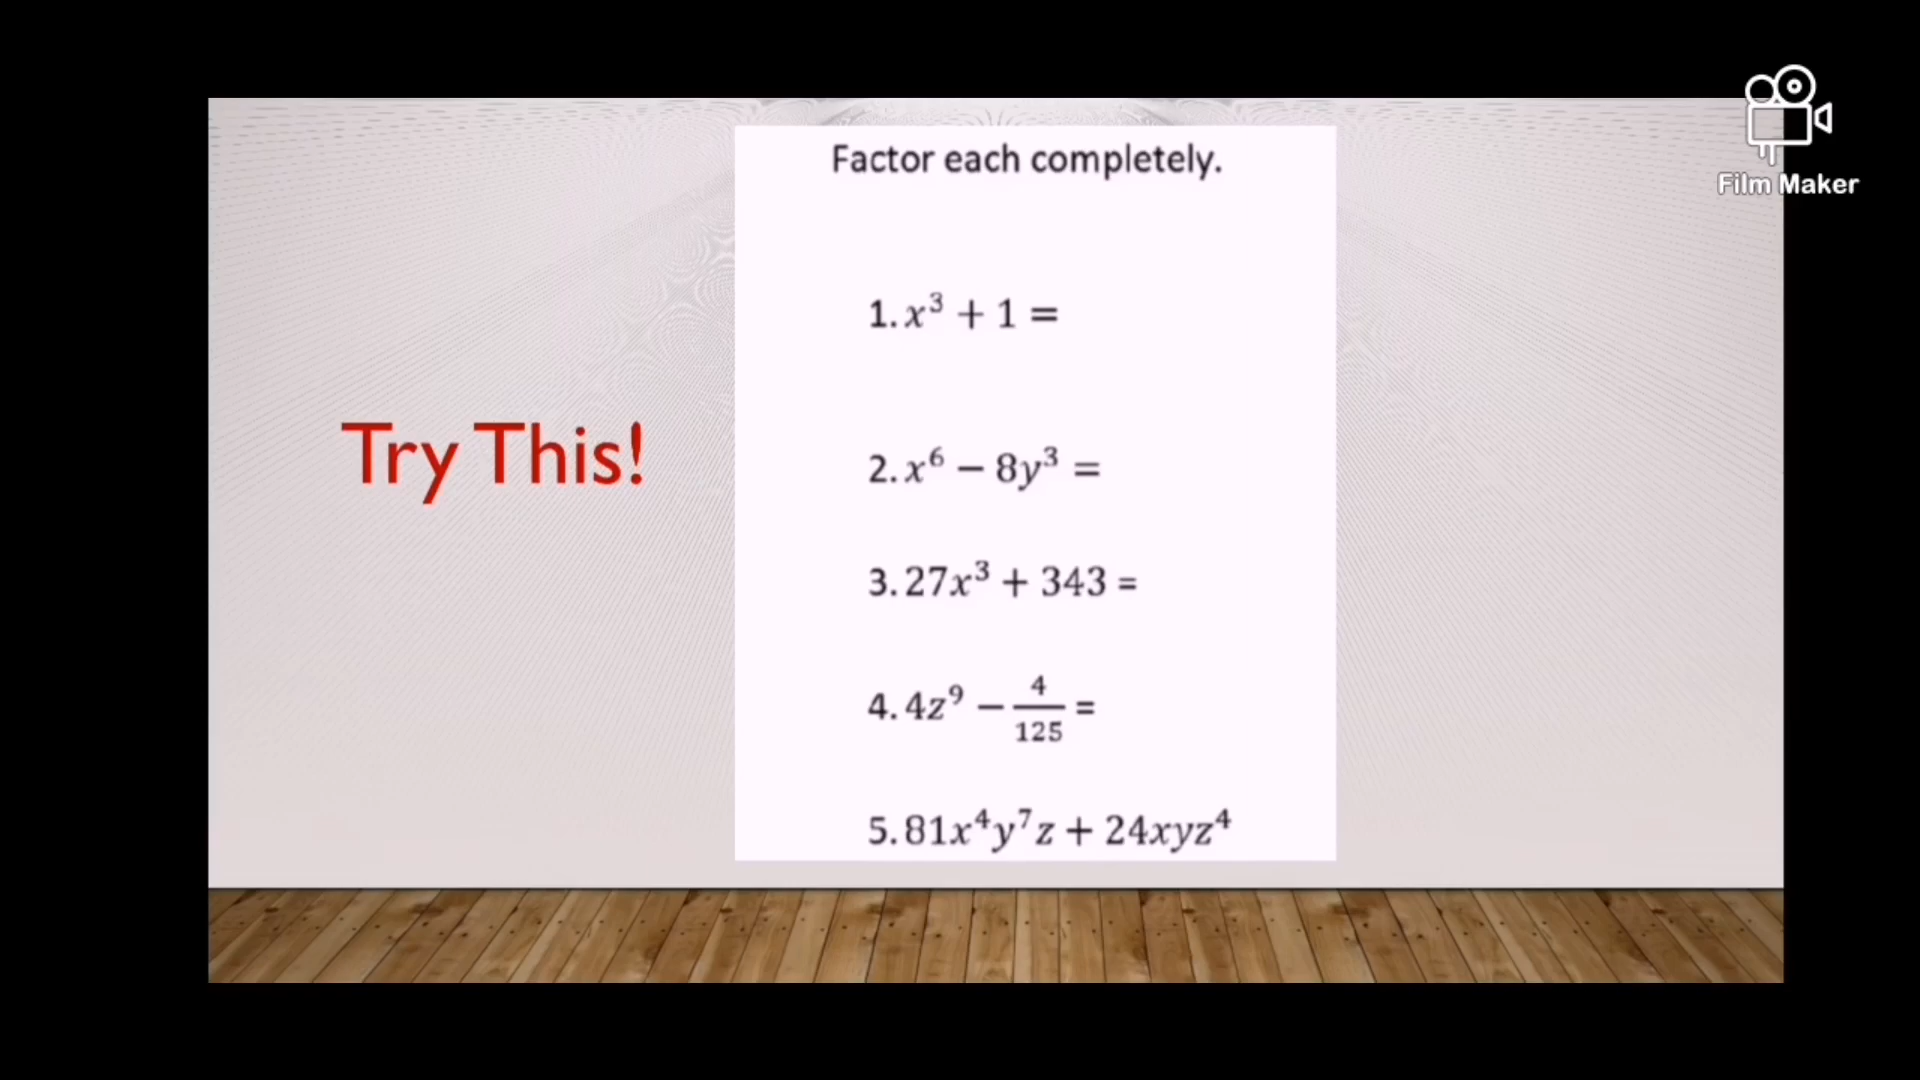 Film Maker
Factor each completely.
1. x³ + 1 =
2. x⁶ − 8y³ =
Try This!
3. 27x³ + 343 =
4. 4z⁹ − 4/125 =
5. 81x⁴y⁷z + 24xyz⁴